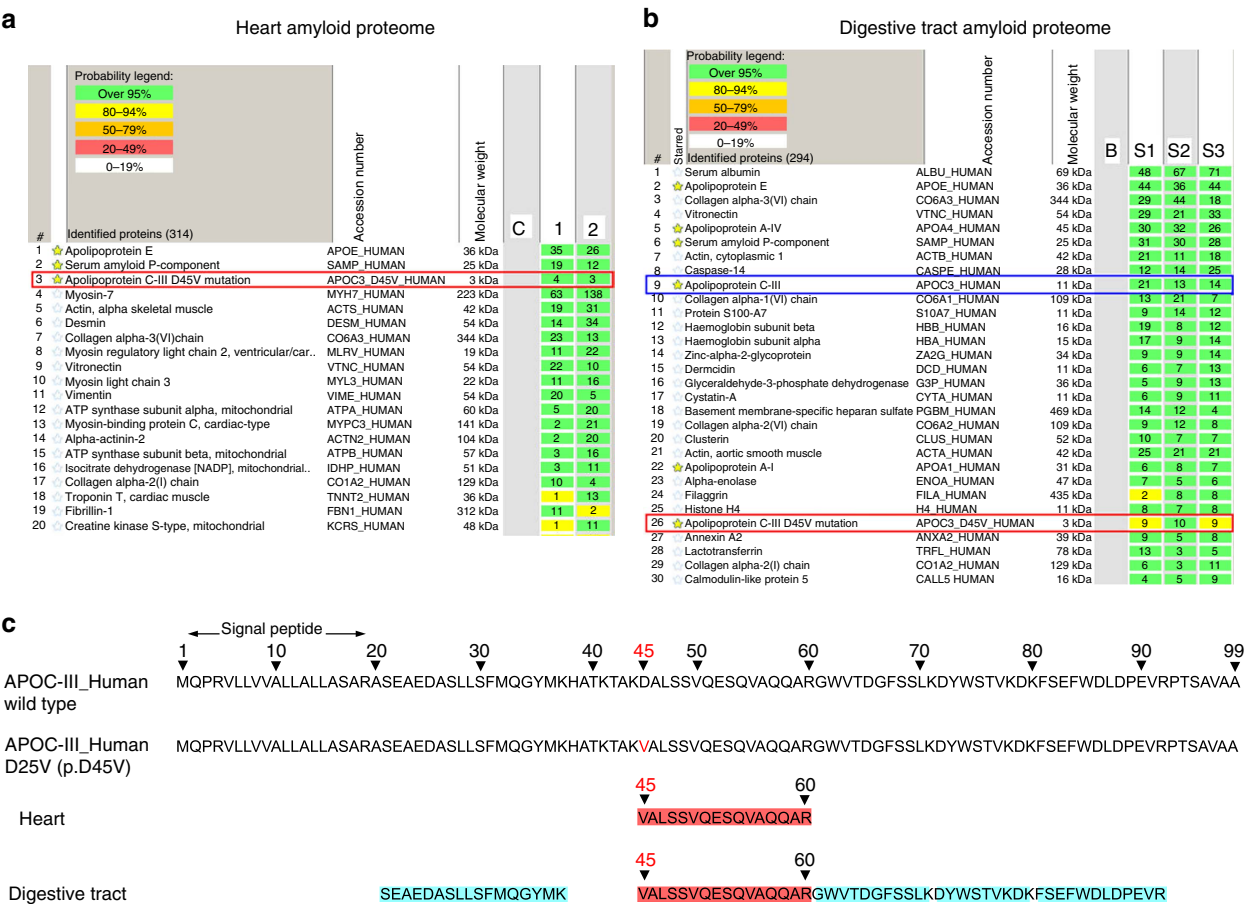 a
Heart amyloid proteome
Probability legend:
Over 95%
80–94%
50–79%
20–49%
0–19%
# Identified proteins (314) Accession number Molecular weight C 1 2
1 Apolipoprotein E APOE_HUMAN 36 kDa 35 26
2 Serum amyloid P-component SAMP_HUMAN 25 kDa 19 12
3 Apolipoprotein C-III D45V mutation APOC3_D45V_HUMAN 3 kDa 4 3
4 Myosin-7 MYH7_HUMAN 223 kDa 63 138
5 Actin, alpha skeletal muscle ACTS_HUMAN 42 kDa 19 31
6 Desmin DESM_HUMAN 54 kDa 14 34
7 Collagen alpha-3(VI)chain CO6A3_HUMAN 344 kDa 23 13
8 Myosin regulatory light chain 2, ventricular/car.. MLRV_HUMAN 19 kDa 11 22
9 Vitronectin VTNC_HUMAN 54 kDa 22 10
10 Myosin light chain 3 MYL3_HUMAN 22 kDa 11 16
11 Vimentin VIME_HUMAN 54 kDa 20 5
12 ATP synthase subunit alpha, mitochondrial ATPA_HUMAN 60 kDa 5 20
13 Myosin-binding protein C, cardiac-type MYPC3_HUMAN 141 kDa 2 21
14 Alpha-actinin-2 ACTN2_HUMAN 104 kDa 2 20
15 ATP synthase subunit beta, mitochondrial ATPB_HUMAN 57 kDa 3 16
16 Isocitrate dehydrogenase [NADP], mitochondrial.. IDHP_HUMAN 51 kDa 3 11
17 Collagen alpha-2(I) chain CO1A2_HUMAN 129 kDa 10 4
18 Troponin T, cardiac muscle TNNT2_HUMAN 36 kDa 1 13
19 Fibrillin-1 FBN1_HUMAN 312 kDa 11 2
20 Creatine kinase S-type, mitochondrial KCRS_HUMAN 48 kDa 1 11
b
Digestive tract amyloid proteome
Probability legend:
Over 95%
80–94%
50–79%
20–49%
0–19%
# Starred Identified proteins (294) Accession number Molecular weight B S1 S2 S3
1 Serum albumin ALBU_HUMAN 69 kDa 48 67 71
2 Apolipoprotein E APOE_HUMAN 36 kDa 44 36 44
3 Collagen alpha-3(VI) chain CO6A3_HUMAN 344 kDa 29 44 18
4 Vitronectin VTNC_HUMAN 54 kDa 29 21 33
5 Apolipoprotein A-IV APOA4_HUMAN 45 kDa 30 32 26
6 Serum amyloid P-component SAMP_HUMAN 25 kDa 31 30 28
7 Actin, cytoplasmic 1 ACTB_HUMAN 42 kDa 21 11 18
8 Caspase-14 CASPE_HUMAN 28 kDa 12 14 25
9 Apolipoprotein C-III APOC3_HUMAN 11 kDa 21 13 14
10 Collagen alpha-1(VI) chain CO6A1_HUMAN 109 kDa 13 21 7
11 Protein S100-A7 S10A7_HUMAN 11 kDa 9 14 12
12 Haemoglobin subunit beta HBB_HUMAN 16 kDa 19 8 12
13 Haemoglobin subunit alpha HBA_HUMAN 15 kDa 17 9 14
14 Zinc-alpha-2-glycoprotein ZA2G_HUMAN 34 kDa 9 9 14
15 Dermcidin DCD_HUMAN 11 kDa 6 7 13
16 Glyceraldehyde-3-phosphate dehydrogenase G3P_HUMAN 36 kDa 5 9 13
17 Cystatin-A CYTA_HUMAN 11 kDa 6 9 11
18 Basement membrane-specific heparan sulfate PGBM_HUMAN 469 kDa 14 12 4
19 Collagen alpha-2(VI) chain CO6A2_HUMAN 109 kDa 9 12 8
20 Clusterin CLUS_HUMAN 52 kDa 10 7 7
21 Actin, aortic smooth muscle ACTA_HUMAN 42 kDa 25 21 21
22 Apolipoprotein A-I APOA1_HUMAN 31 kDa 6 8 7
23 Alpha-enolase ENOA_HUMAN 47 kDa 7 5 6
24 Filaggrin FILA_HUMAN 435 kDa 2 8 8
25 Histone H4 H4_HUMAN 11 kDa 8 7 8
26 Apolipoprotein C-III D45V mutation APOC3_D45V_HUMAN 3 kDa 9 10 9
27 Annexin A2 ANXA2_HUMAN 39 kDa 9 5 8
28 Lactotransferrin TRFL_HUMAN 78 kDa 13 3 5
29 Collagen alpha-2(I) chain CO1A2_HUMAN 129 kDa 6 3 11
30 Calmodulin-like protein 5 CALL5 HUMAN 16 kDa 4 5 9
c
Signal peptide
1 10 20 30 40 45 50 60 70 80 90 99
APOC-III_Human wild type MQPRVLLVVALLALLASARASEAEDASLLSFMQGYMKHATKTAKDALSSVQESQVAQQARGWVTDGFSSLKDYWSTVKDKFSEFWDLDPEVRPTSAVAA
APOC-III_Human D25V (p.D45V) MQPRVLLVVALLALLASARASEAEDASLLSFMQGYMKHATKTAKVALSSVQESQVAQQARGWVTDGFSSLKDYWSTVKDKFSEFWDLDPEVRPTSAVAA
45 60
Heart VALSSVQESQVAQQAR
45 60
Digestive tract SEAEDASLLSFMQGYMK VALSSVQESQVAQQARGWVTDGFSSLKDYWSTVKDKFSEFWDLDPEVR